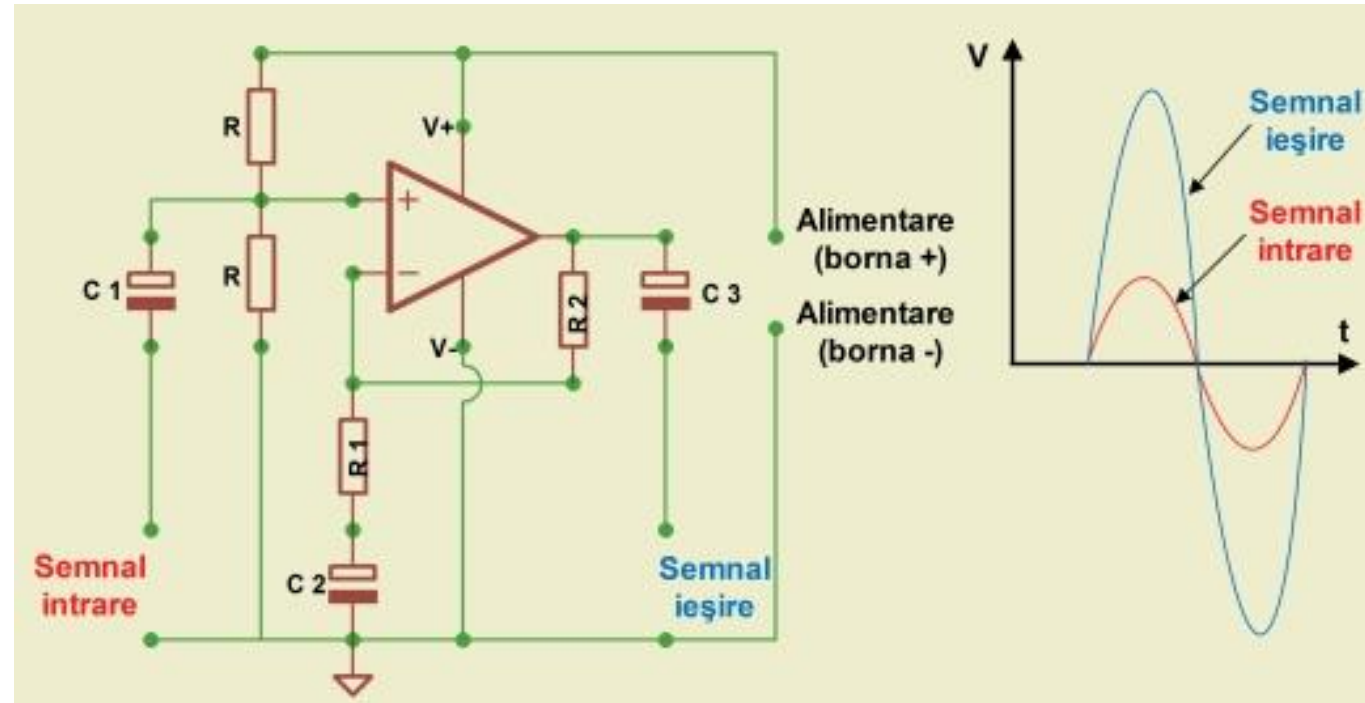 R
V+
+
R
−
C 1
V-
R 2
C 3
R 1
C 2
Semnal
intrare
Semnal
ieşire
Alimentare
(borna +)
Alimentare
(borna -)
V
Semnal
ieşire
Semnal
intrare
t